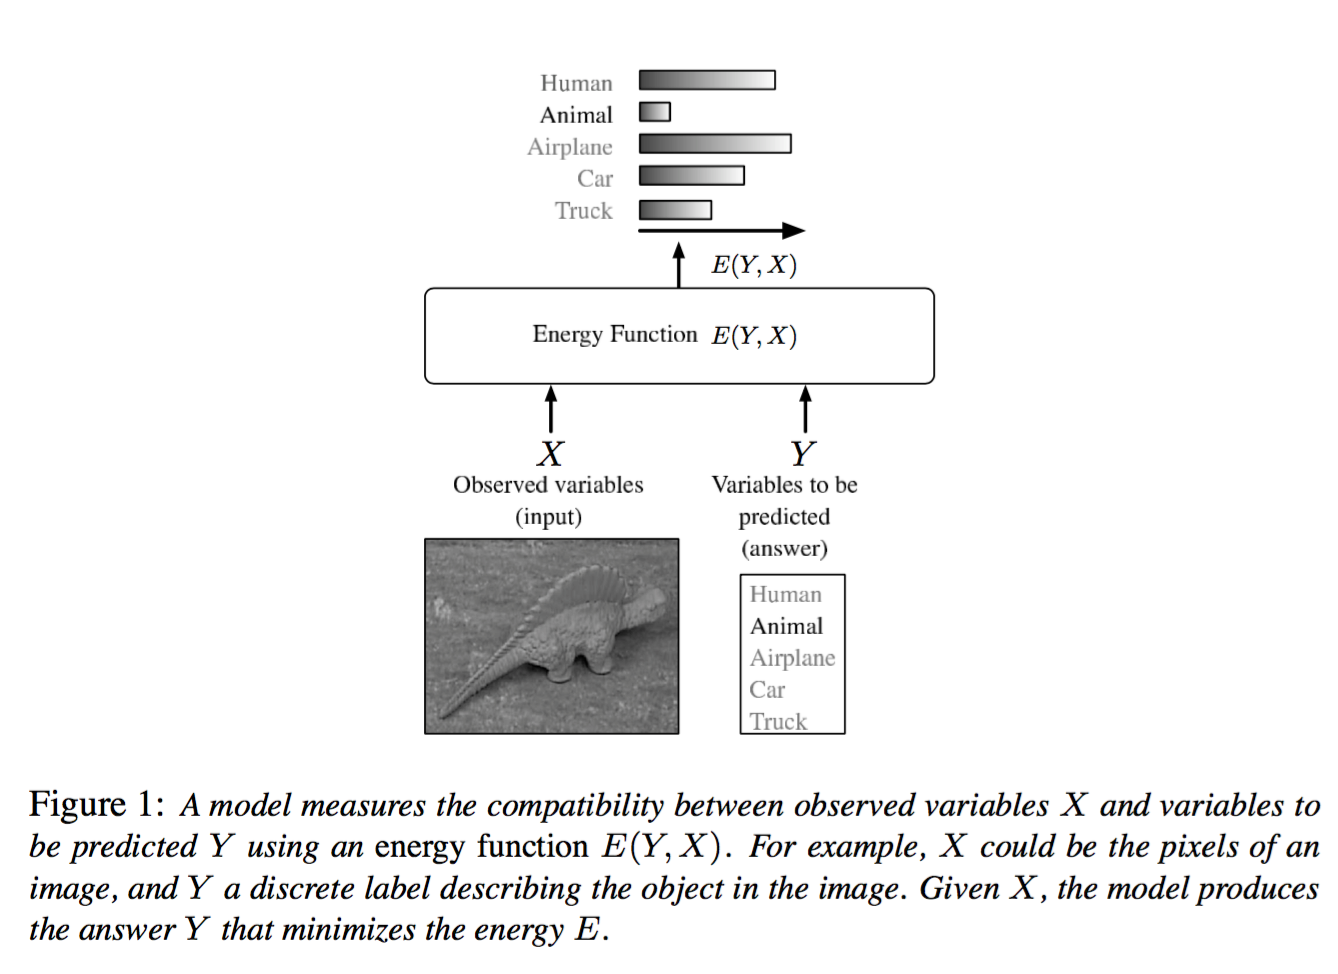 Human
Animal
Airplane
Car
Truck
E(Y, X)
Energy Function E(Y, X)
X
Observed variables
(input)
Y
Variables to be
predicted
(answer)
Human
Animal
Airplane
Car
Truck
Figure 1: A model measures the compatibility between observed variables X and variables to
be predicted Y using an energy function E(Y, X). For example, X could be the pixels of an
image, and Y a discrete label describing the object in the image. Given X, the model produces
the answer Y that minimizes the energy E.